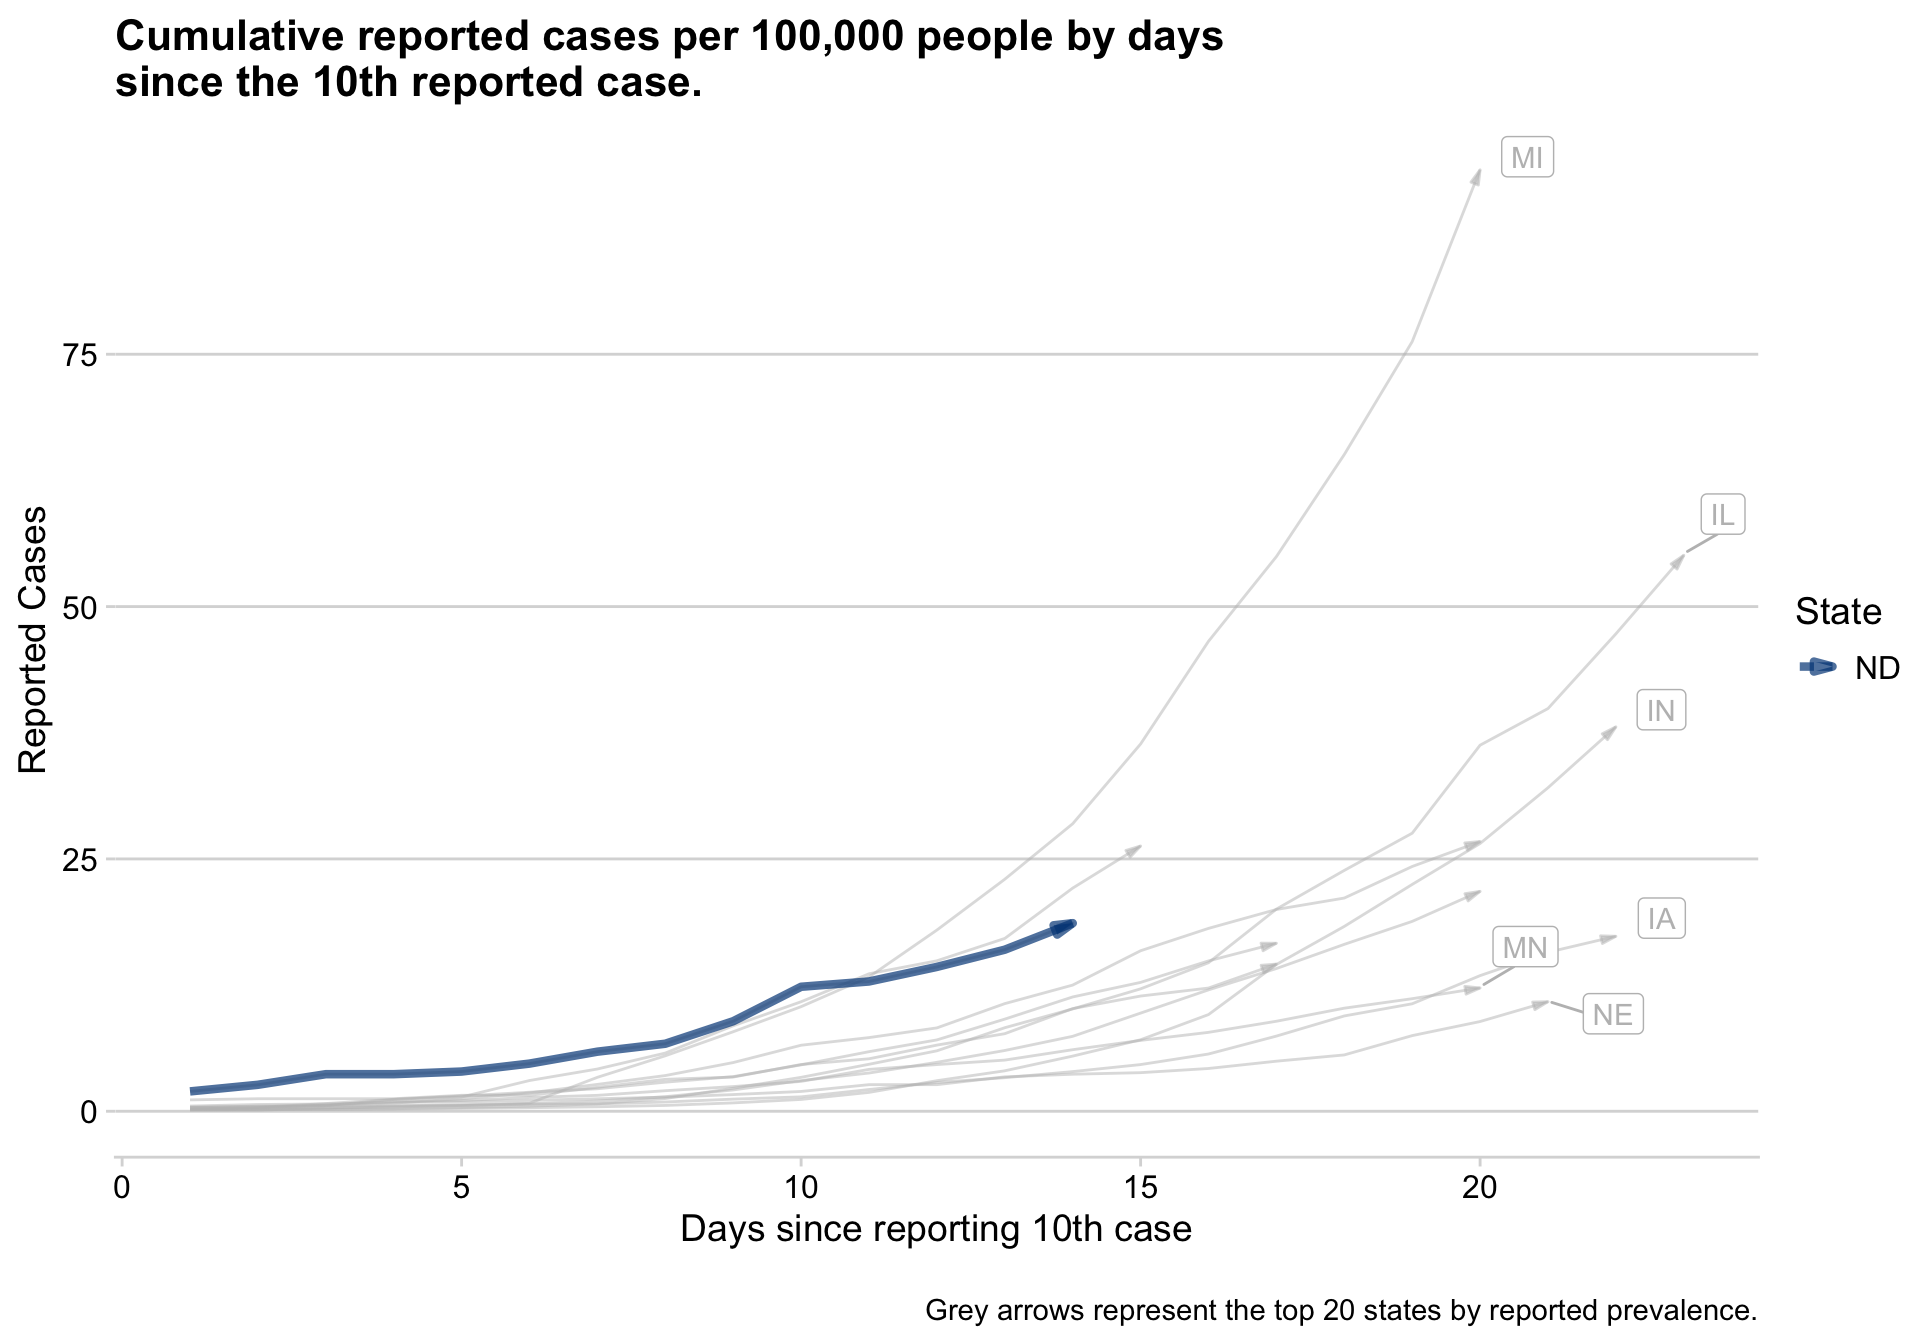 Cumulative reported cases per 100,000 people by days
since the 10th reported case.
MI
IL
IN
IA
MN
NE
75
50
25
0
Reported Cases
0 5 10 15 20
Days since reporting 10th case
State
ND
Grey arrows represent the top 20 states by reported prevalence.